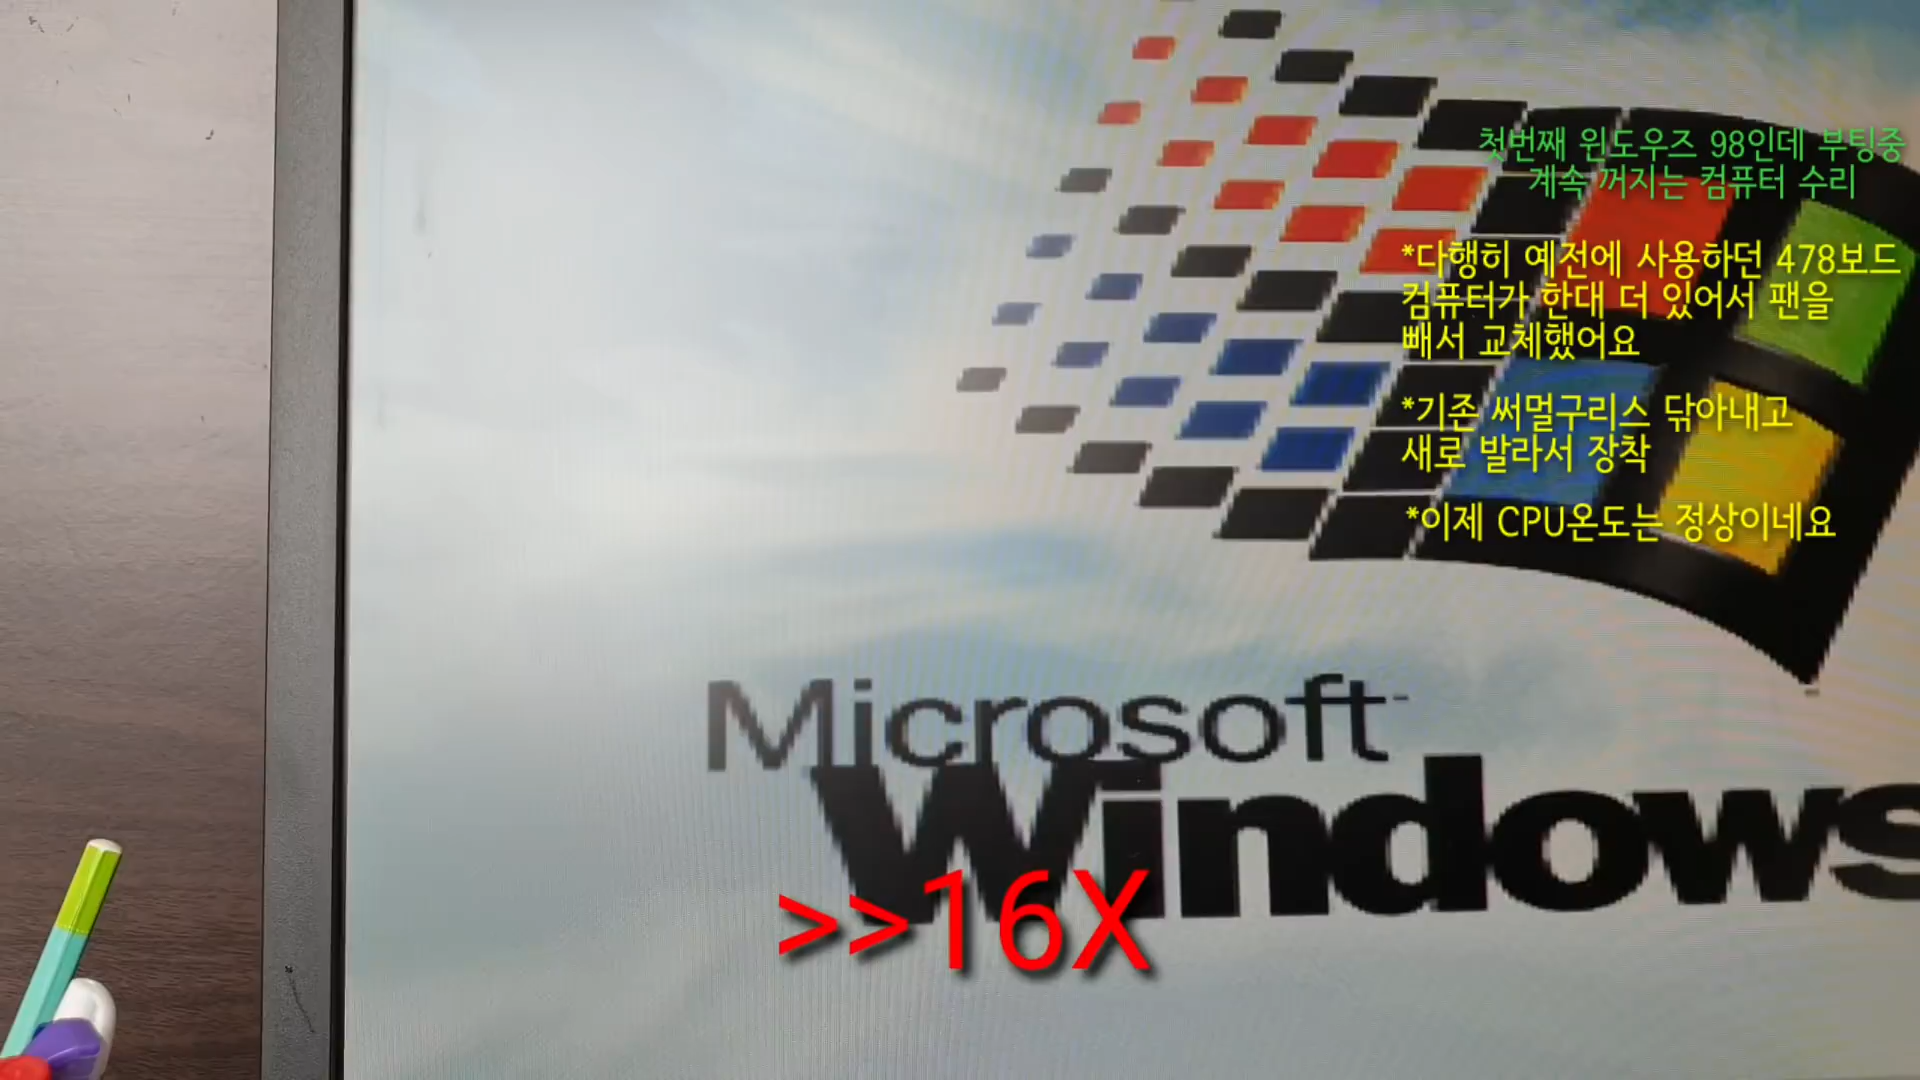 첫번째 윈도우즈 98인데 부팅중
계속 꺼지는 컴퓨터 수리
*다행히 예전에 사용하던 478보드
컴퓨터가 한대 더 있어서 팬을
빼서 교체했어요
*기존 써멀구리스 닦아내고
새로 발라서 장착
*이제 CPU온도는 정상이네요
Microsoft
Windows
>>16X